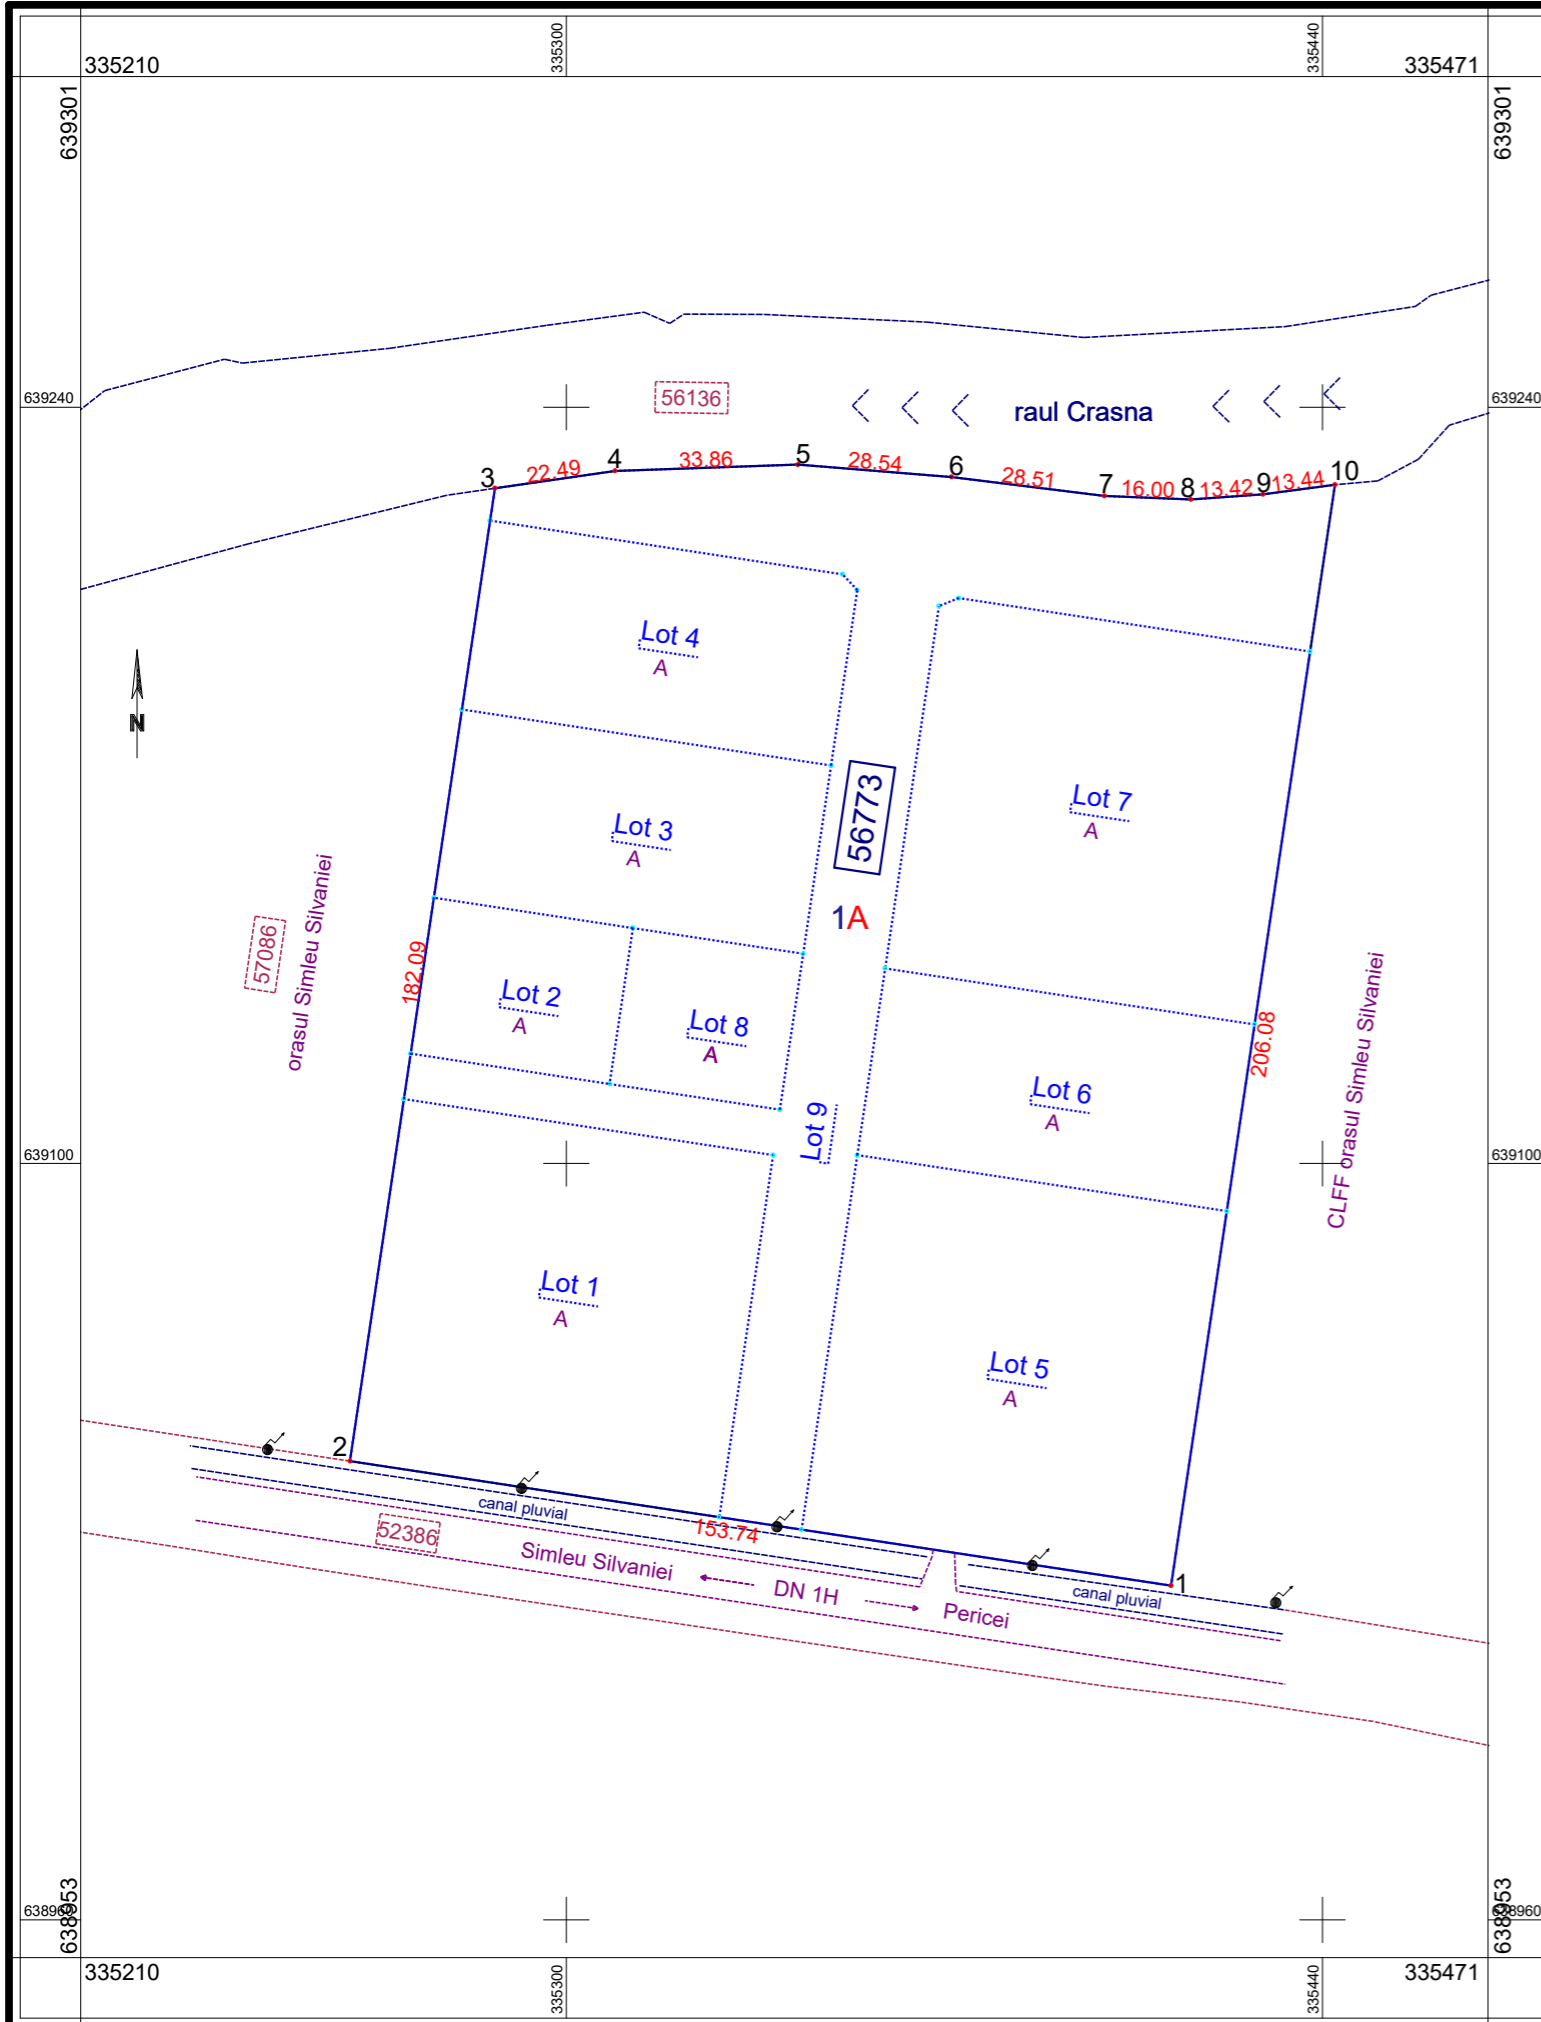 335300
335440
335210
335471
639301
639301
56136
raul Crasna
639240
639240
3
22.49
4
33.86
5
28.54
6
28.51
7
16.00
8
13.42
9
13.44
10
Lot 4
A
N
Lot 7
A
56773
Lot 3
A
1A
orasul Simleu Silvaniei
57086
182.09
CLFF orasul Simleu Silvaniei
Lot 2
A
Lot 8
A
206.08
Lot 6
A
Lot 9
639100
639100
Lot 1
A
Lot 5
A
2
canal pluvial
52386
153.74
Simleu Silvaniei
DN 1H
Pericei
canal pluvial
1
638953
638960
638953
638960
335210
335300
335440
335471